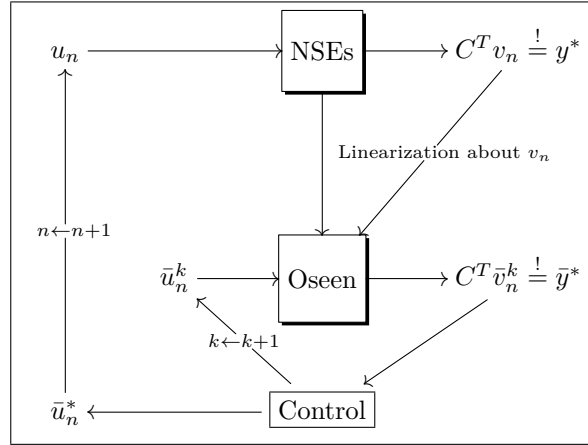 u_n NSEs C^T v_n \overset{!}{=} y^*
Linearization about v_n
n←n+1
ū_n^k Oseen C^T v̄_n^k \overset{!}{=} ȳ^*
k←k+1
ū_n^* Control